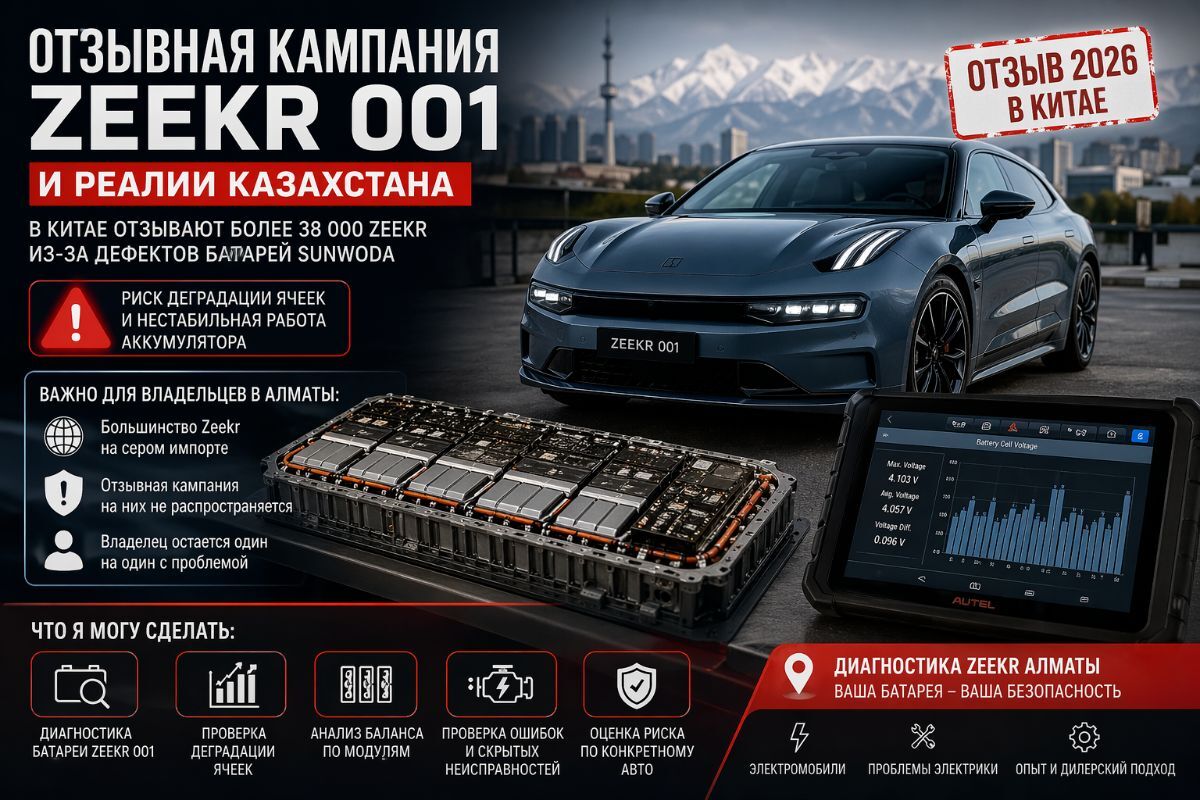 ОТЗЫВНАЯ КАМПАНИЯ
ZEEKR 001
И РЕАЛИИ КАЗАХСТАНА
В КИТАЕ ОТЗЫВАЮТ БОЛЕЕ 38 000 ZEEKR
ИЗ-ЗА ДЕФЕКТОВ БАТАРЕЙ SUNWODA
РИСК ДЕГРАДАЦИИ ЯЧЕЕК
И НЕСТАБИЛЬНАЯ РАБОТА
АККУМУЛЯТОРА
ОТЗЫВ 2026
В КИТАЕ
ZEEKR 001
ВАЖНО ДЛЯ ВЛАДЕЛЬЦЕВ В АЛМАТЫ:
Большинство Zeekr
на сером импорте
Отзывная кампания
на них не распространяется
Владелец остается один
на один с проблемой
Battery Cell Voltage
Max. Voltage
4.103 V
Avg. Voltage
4.057 V
Voltage Diff.
0.096 V
AUTEL
ЧТО Я МОГУ СДЕЛАТЬ:
ДИАГНОСТИКА
БАТАРЕИ ZEEKR 001
ПРОВЕРКА
ДЕГРАДАЦИИ
ЯЧЕЕК
АНАЛИЗ БАЛАНСА
ПО МОДУЛЯМ
ПРОВЕРКА ОШИБОК
И СКРЫТЫХ
НЕИСПРАВНОСТЕЙ
ОЦЕНКА РИСКА
ПО КОНКРЕТНОМУ
АВТО
ДИАГНОСТИКА ZEEKR АЛМАТЫ
ВАША БАТАРЕЯ – ВАША БЕЗОПАСНОСТЬ
ЭЛЕКТРОМОБИЛИ
ПРОБЛЕМЫ ЭЛЕКТРИКИ
ОПЫТ И ДИЛЕРСКИЙ ПОДХОД